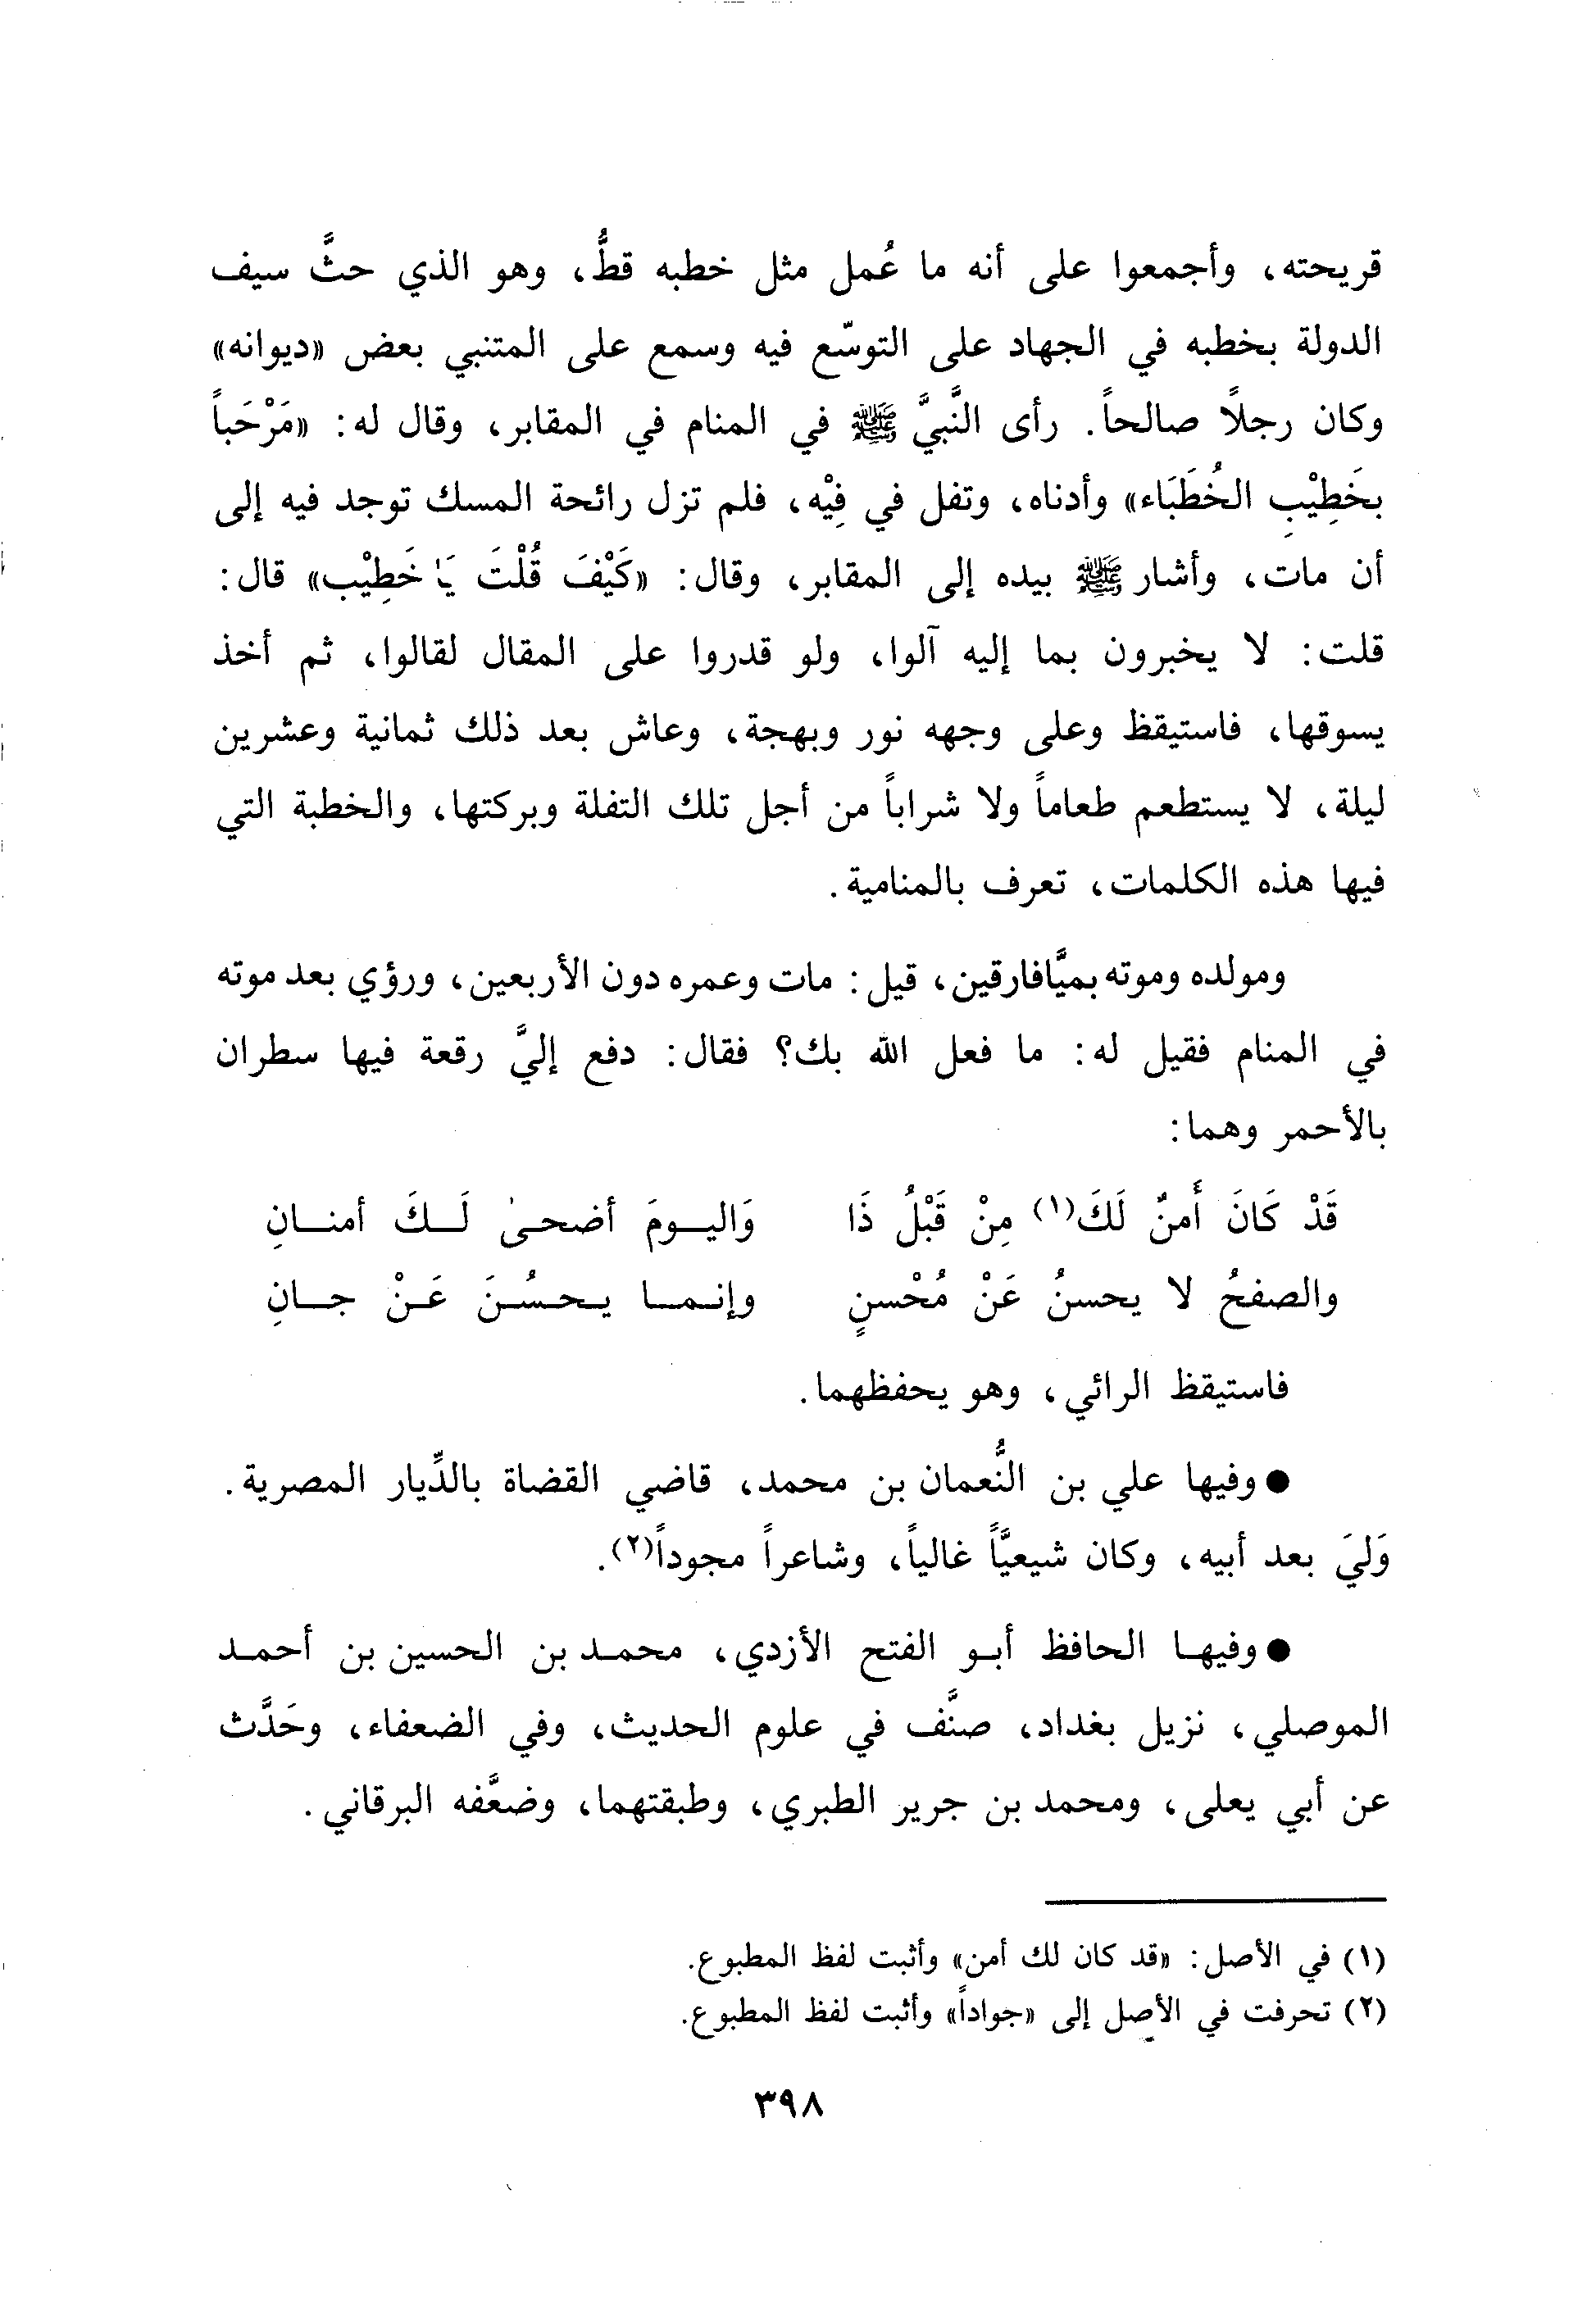 قريحته، وأجمعوا على أنه ما عُمل مثل خطبه قطُّ، وهو الذي حثَّ سيف
الدولة بخطبه في الجهاد على التوسّع فيه وسمع على المتنبي بعض «ديوانه»
وكان رجلًا صالحاً. رأى النَّبيَّ ﷺ في المنام في المقابر، وقال له: «مَرْحَباً
بخَطِيْبِ الخُطَبَاء» وأدناه، وتفل في فِيْه، فلم تزل رائحة المسك توجد فيه إلى
أن مات، وأشار ﷺ بيده إلى المقابر، وقال: «كَيْفَ قُلْتَ يَا خَطِيْب» قال:
قلت: لا يخبرون بما إليه آلوا، ولو قدروا على المقال لقالوا، ثم أخذ
يسوقها، فاستيقظ وعلى وجهه نور وبهجة، وعاش بعد ذلك ثمانية وعشرين
ليلة، لا يستطعم طعاماً ولا شراباً من أجل تلك التفلة وبركتها، والخطبة التي
فيها هذه الكلمات، تعرف بالمنامية.
ومولده وموته بميَّافارقين، قيل: مات وعمره دون الأربعين، ورؤي بعد موته
في المنام فقيل له: ما فعل الله بك؟ فقال: دفع إليَّ رقعة فيها سطران
بالأحمر وهما:
قَدْ كَانَ أَمنٌ لَكَ(١) مِنْ قَبْلُ ذَا وَاليومَ أضحىٰ لَكَ أمنانِ
والصفحُ لا يحسنُ عَنْ مُحْسنٍ وإنما يحسُنَ عَنْ جانِ
فاستيقظ الرائي، وهو يحفظهما.
● وفيها علي بن النُّعمان بن محمد، قاضي القضاة بالدِّيار المصرية.
وَليَ بعد أبيه، وكان شيعيَّاً غالياً، وشاعراً مجوداً(٢).
● وفيها الحافظ أبو الفتح الأزدي، محمد بن الحسين بن أحمد
الموصلي، نزيل بغداد، صنَّف في علوم الحديث، وفي الضعفاء، وحَدَّث
عن أبي يعلى، ومحمد بن جرير الطبري، وطبقتهما، وضعَّفه البرقاني.
(١) في الأصل: «قد كان لك أمن» وأثبت لفظ المطبوع.
(٢) تحرفت في الأصل إلى «جواداً» وأثبت لفظ المطبوع.
٣٩٨